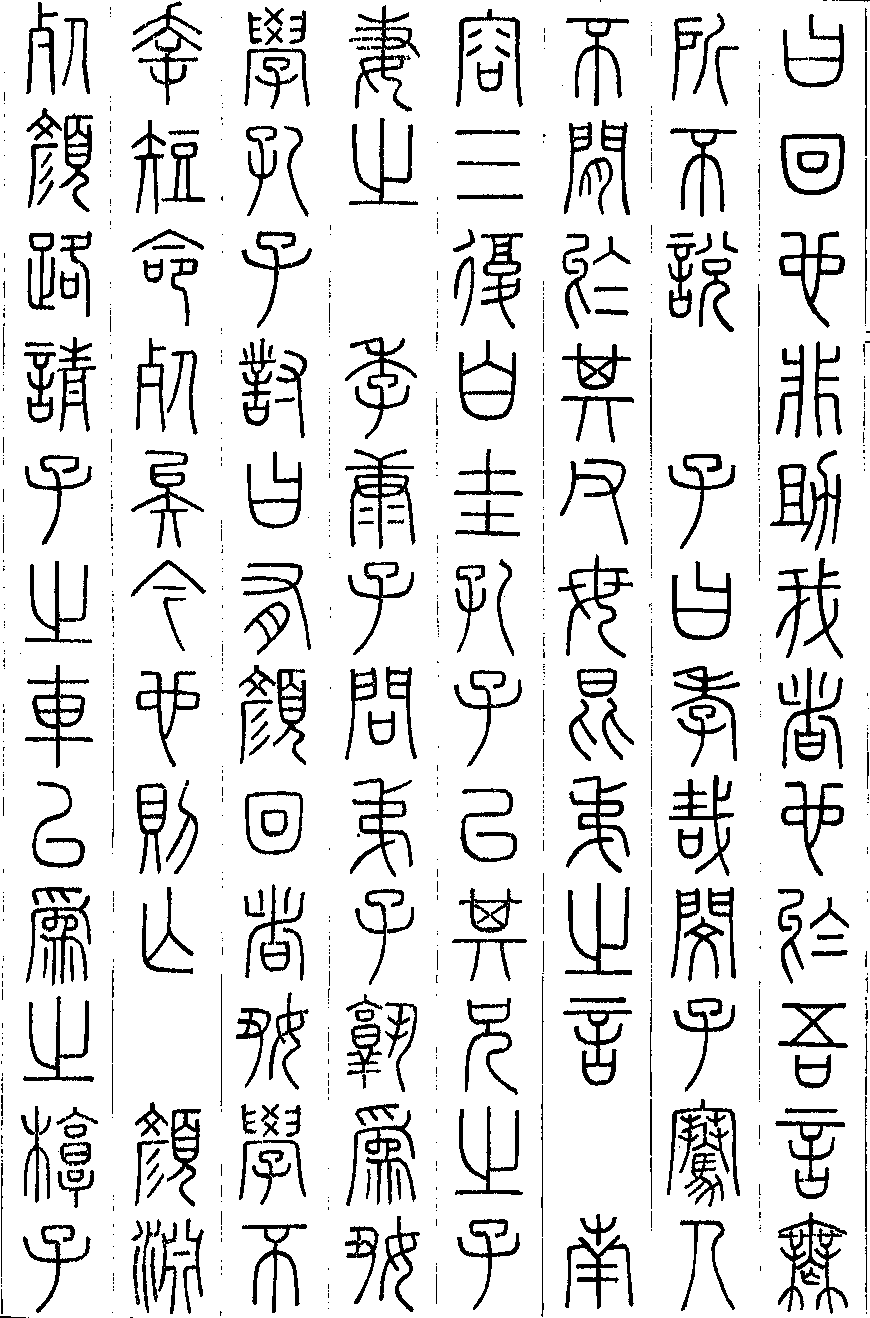 曰回也非助我者也於吾言無
所不說　子曰孝哉閔子騫人
不閒於其父母昆弟之言　南
容三復白圭孔子以其兄之子
妻之　季康子問弟子孰為好
學孔子對曰有顏回者好學不
幸短命死矣今也則亡　顏淵
死顏路請子之車以為之椁子